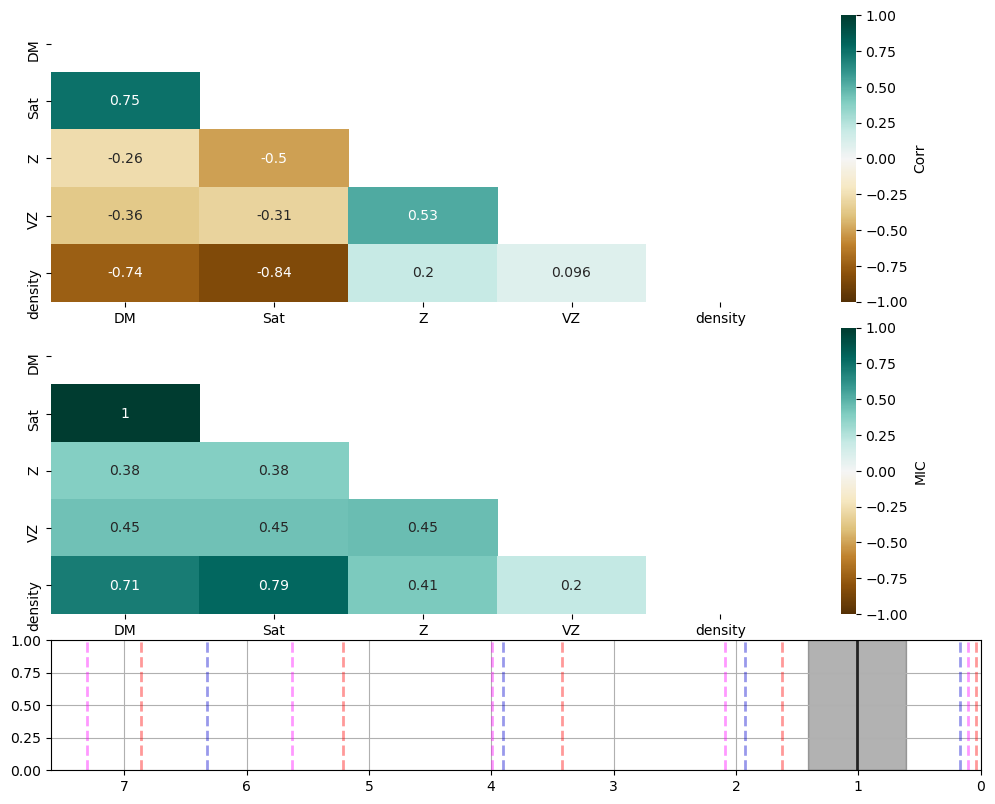 DM
Sat
0.75
Z
-0.26 -0.5
VZ
-0.36 -0.31 0.53
density
-0.74 -0.84 0.2 0.096
DM Sat Z VZ density
1.00
0.75
0.50
0.25
0.00
−0.25
−0.50
−0.75
−1.00
Corr
DM
Sat
1
Z
0.38 0.38
VZ
0.45 0.45 0.45
density
0.71 0.79 0.41 0.2
DM Sat Z VZ density
1.00
0.75
0.50
0.25
0.00
−0.25
−0.50
−0.75
−1.00
MIC
1.00
0.75
0.50
0.25
0.00
7 6 5 4 3 2 1 0